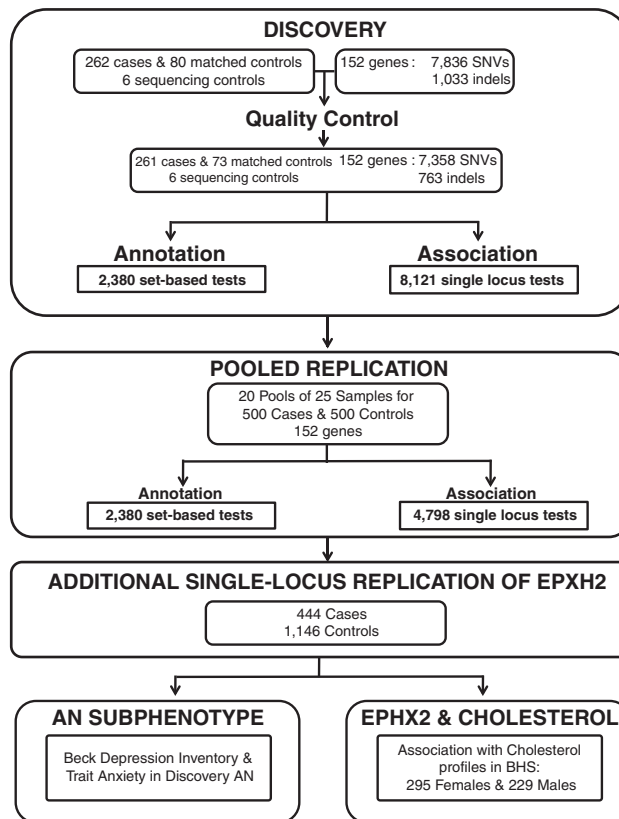 DISCOVERY
262 cases & 80 matched controls
6 sequencing controls
152 genes : 7,836 SNVs
1,033 indels
Quality Control
261 cases & 73 matched controls
6 sequencing controls
152 genes : 7,358 SNVs
763 indels
Annotation
2,380 set-based tests
Association
8,121 single locus tests
POOLED REPLICATION
20 Pools of 25 Samples for
500 Cases & 500 Controls
152 genes
Annotation
2,380 set-based tests
Association
4,798 single locus tests
ADDITIONAL SINGLE-LOCUS REPLICATION OF EPXH2
444 Cases
1,146 Controls
AN SUBPHENOTYPE
Beck Depression Inventory &
Trait Anxiety in Discovery AN
EPHX2 & CHOLESTEROL
Association with Cholesterol
profiles in BHS:
295 Females & 229 Males